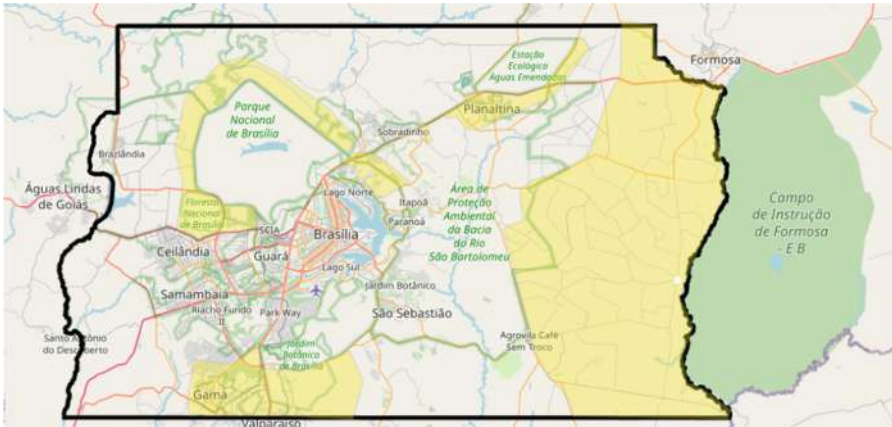 Formosa
Estação
Ecológica
Águas Emendadas
Parque
Nacional
de Brasília
Planaltina
Sobradinho
Brazlândia
Águas Lindas
de Goiás
Lago Norte
Itapoã
Área de
Proteção
Ambiental
da Bacia
do Rio
São Bartolomeu
Campo
de Instrução
de Formosa
- E B
Floresta
Nacional
de Brasília
Paranoá
SCIA
Brasília
Ceilândia
Guará
Lago Sul
Jardim Botânico
Samambaia
Riacho Fundo
II
Park Way
São Sebastião
Santo Antônio
do Descoberto
Jardim
Botânico
de Brasília
Agrovila Café
Sem Troco
Gama
Valparaíso